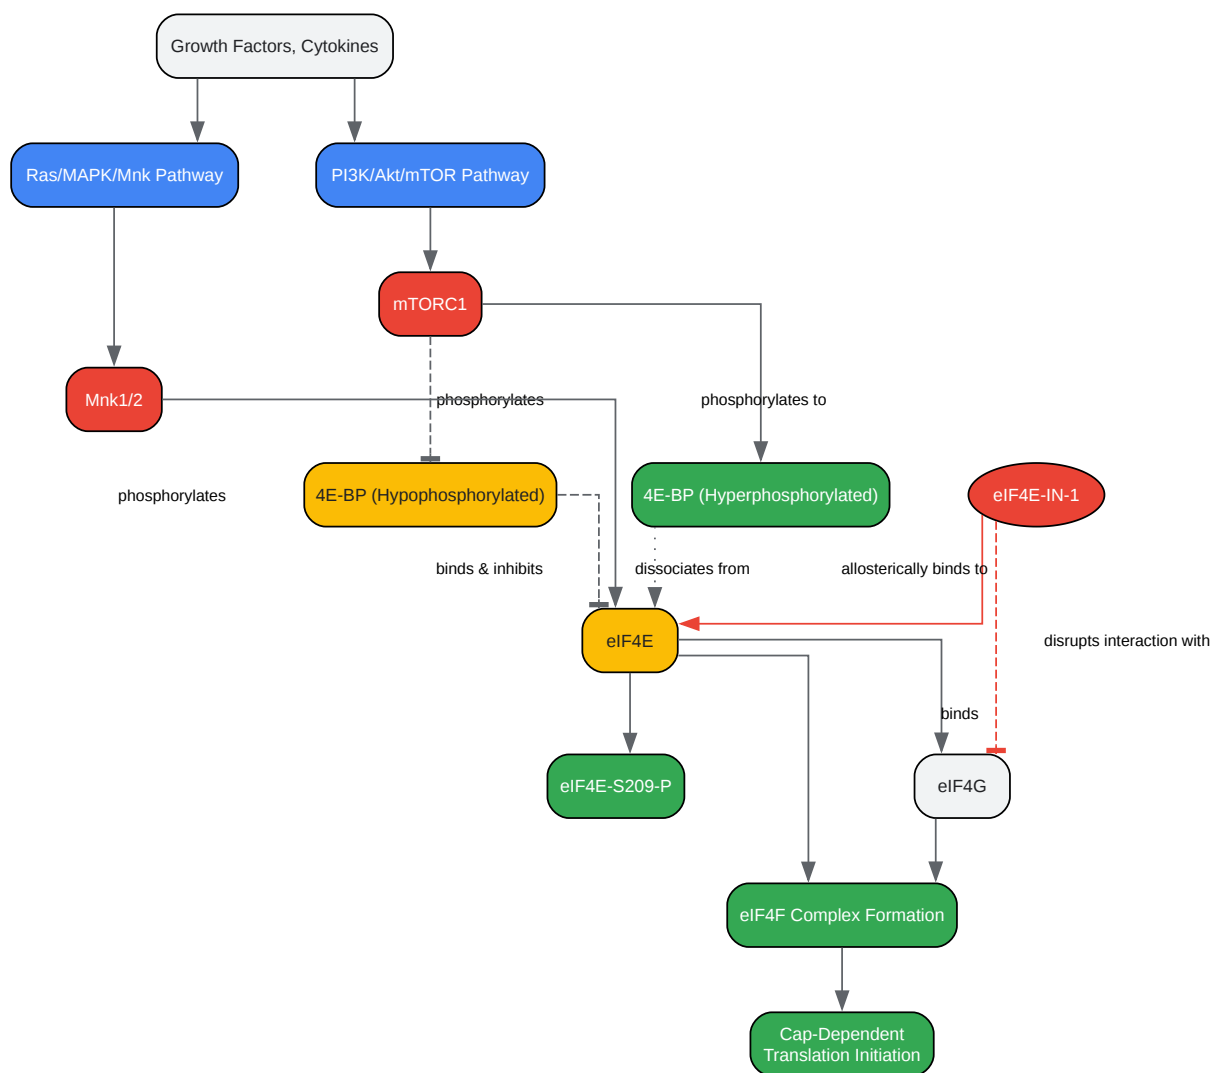 Growth Factors, Cytokines
Ras/MAPK/Mnk Pathway
PI3K/Akt/mTOR Pathway
mTORC1
Mnk1/2
phosphorylates
phosphorylates to
phosphorylates
4E-BP (Hypophosphorylated)
4E-BP (Hyperphosphorylated)
eIF4E-IN-1
binds & inhibits
dissociates from
allosterically binds to
eIF4E
disrupts interaction with
binds
eIF4E-S209-P
eIF4G
eIF4F Complex Formation
Cap-Dependent
Translation Initiation